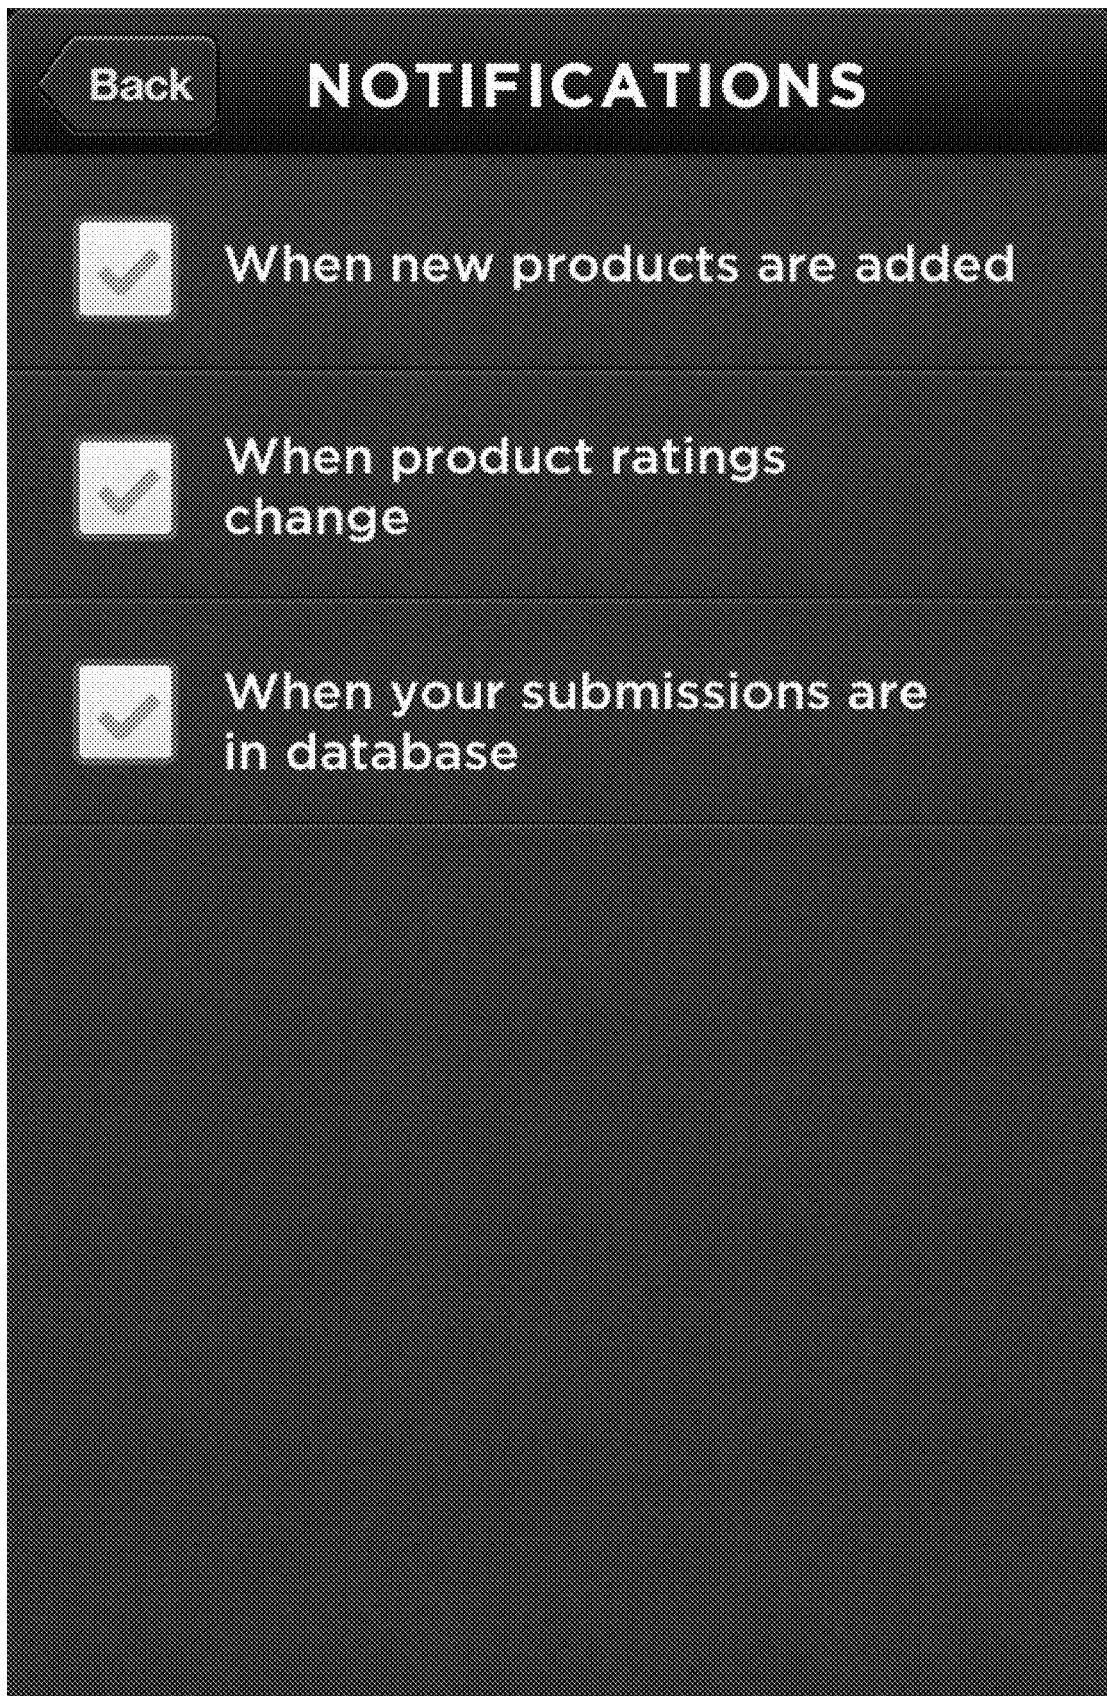 Back
NOTIFICATIONS
When new products are added
When product ratings
change
When your submissions are
in database